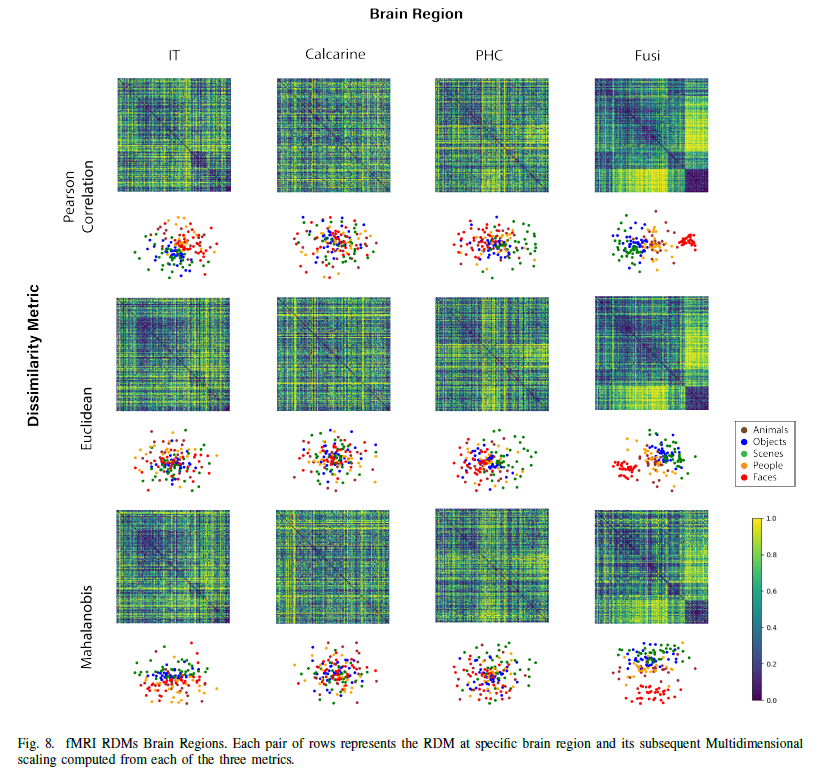 Brain Region
IT
Calcarine
PHC
Fusi
Dissimilarity Metric
Pearson
Correlation
Euclidean
Mahalanobis
Animals
Objects
Scenes
People
Faces
1.0
0.8
0.6
0.4
0.2
0.0
Fig. 8. fMRI RDMs Brain Regions. Each pair of rows represents the RDM at specific brain region and its subsequent Multidimensional
scaling computed from each of the three metrics.